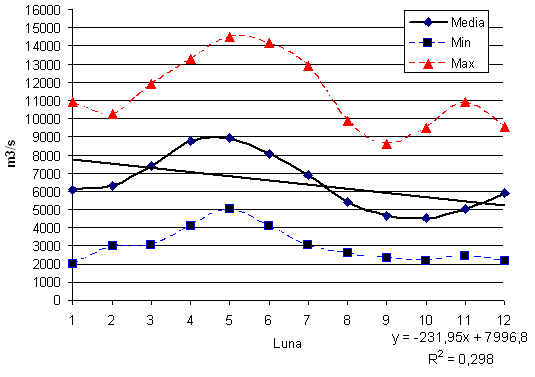 16000
15000
14000
13000
12000
11000
10000
9000
8000
7000
6000
5000
4000
3000
2000
1000
0
m3/s
Media
Min
Max
1 2 3 4 5 6 7 8 9 10 11 12
Luna
y = -231,95x + 7996,8
R² = 0,298